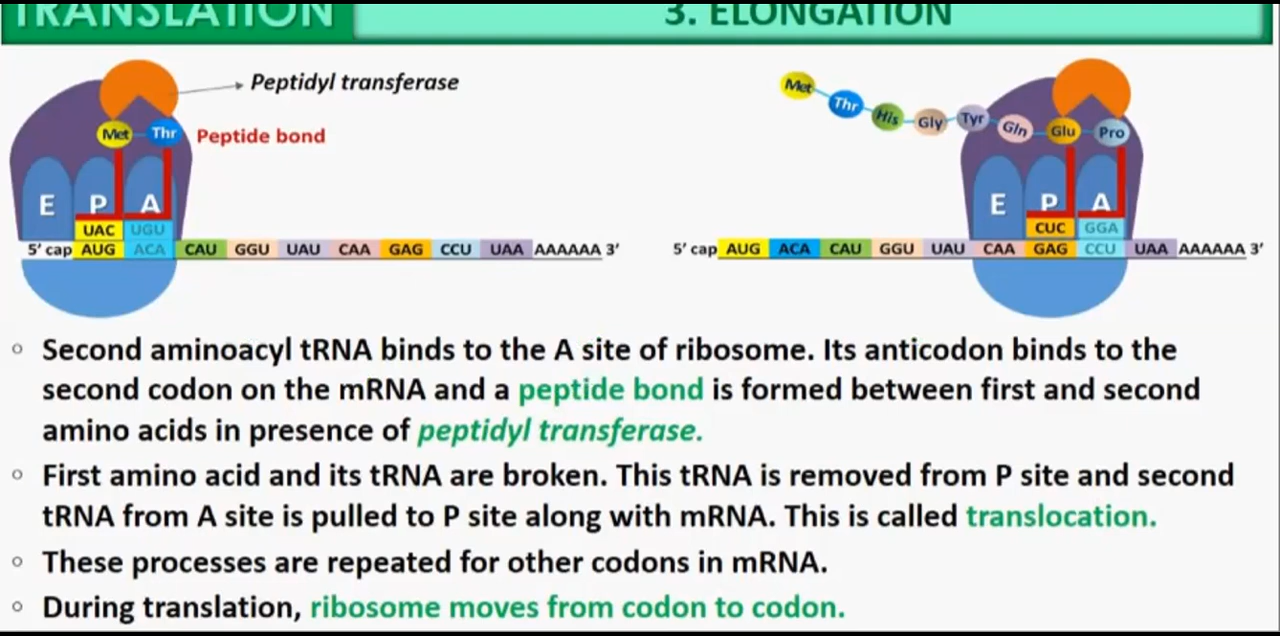 TRANSLATION
3. ELONGATION
Peptidyl transferase
Met Thr Peptide bond
E P A
UAC UGU
5' cap AUG ACA CAU GGU UAU CAA GAG CCU UAA AAAAAA 3'
Met Thr His Gly Tyr Gln Glu Pro
E P A
CUC GGA
5' cap AUG ACA CAU GGU UAU CAA GAG CCU UAA AAAAAA 3'
Second aminoacyl tRNA binds to the A site of ribosome. Its anticodon binds to the
second codon on the mRNA and a peptide bond is formed between first and second
amino acids in presence of peptidyl transferase.
First amino acid and its tRNA are broken. This tRNA is removed from P site and second
tRNA from A site is pulled to P site along with mRNA. This is called translocation.
These processes are repeated for other codons in mRNA.
During translation, ribosome moves from codon to codon.